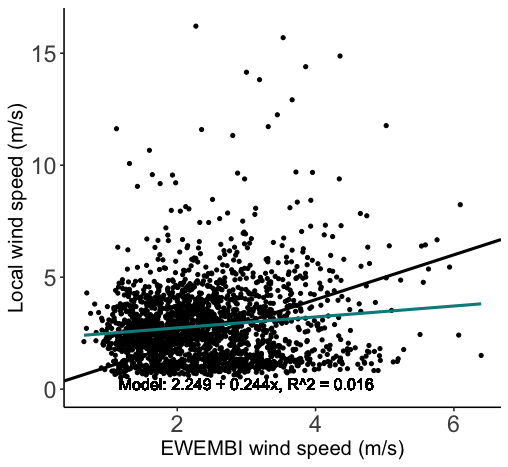 15
10
5
0
Local wind speed (m/s)
Model: 2.249 + 0.244x, R^2 = 0.016
2
4
6
EWEMBI wind speed (m/s)